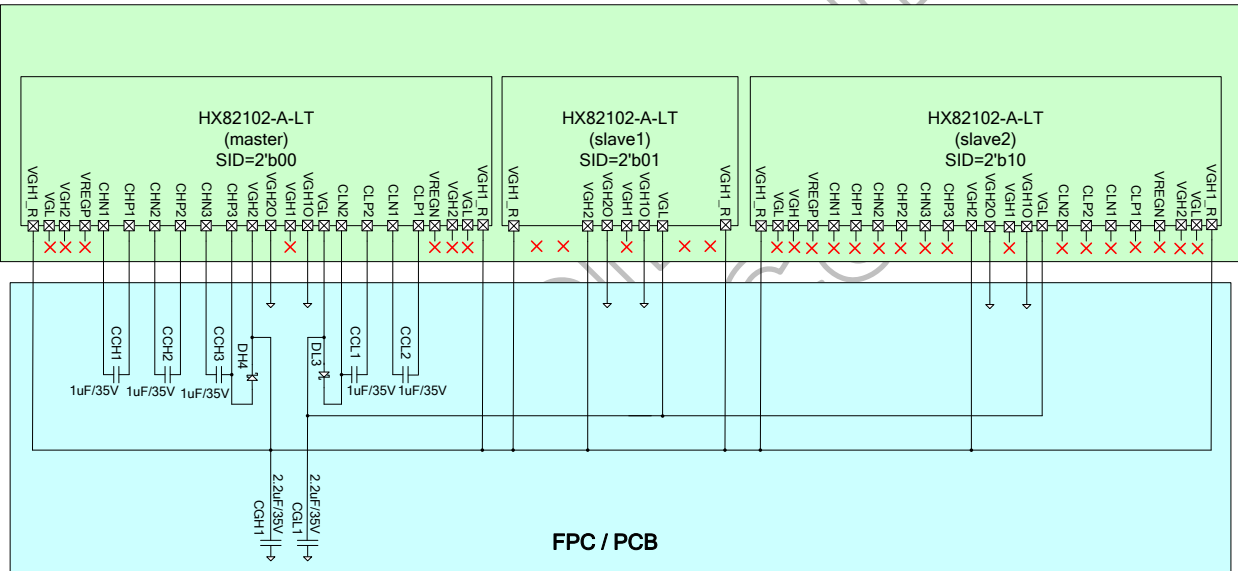 HX82102-A-LT
(master)
SID=2'b00
VGH1_R
VGL
VGH2
VREGP
CHN1
CHP1
CHN2
CHP2
CHN3
CHP3
VGH2
VGH2O
VGH1
VGH1O
VGL
CLN2
CLP2
CLN1
CLP1
VREGN
VGH2
VGL
VGH1_R
HX82102-A-LT
(slave1)
SID=2'b01
VGH1_R
VGH2
VGH2O
VGH1
VGH1O
VGL
VGH1_R
HX82102-A-LT
(slave2)
SID=2'b10
VGH1_R
VGL
VGH
VREGP
CHN1
CHP1
CHN2
CHP2
CHN3
CHP3
VGH2
VGH2O
VGH1
VGH1O
VGL
CLN2
CLP2
CLN1
CLP1
VREGN
VGH2
VGL
VGH1_R
CCH1
1uF/35V
CCH2
1uF/35V
CCH3
1uF/35V
DH4
DL3
CCL1
1uF/35V
CCL2
1uF/35V
2.2uF/35V
CGH1
2.2uF/35V
CGL1
FPC / PCB